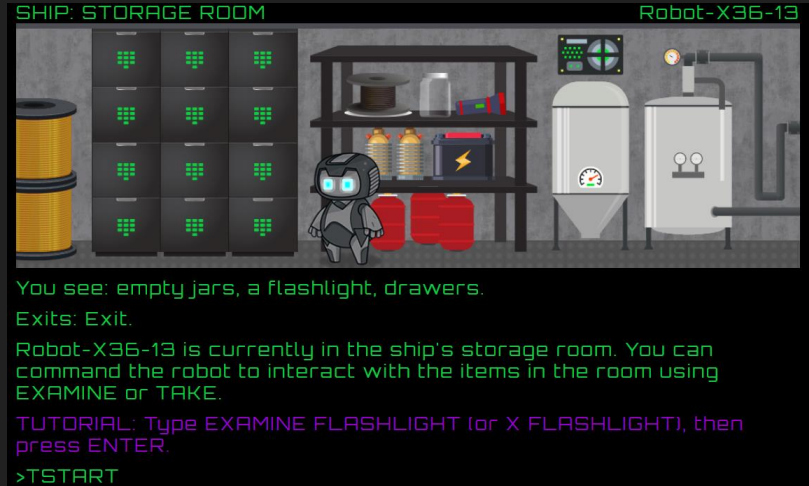 SHIP: STORAGE ROOM
Robot-X36-13
You see: empty jars, a flashlight, drawers.
Exits: Exit.
Robot-X36-13 is currently in the ship's storage room. You can
command the robot to interact with the items in the room using
EXAMINE or TAKE.
TUTORIAL: Type EXAMINE FLASHLIGHT (or X FLASHLIGHT), then
press ENTER.
>TSTART